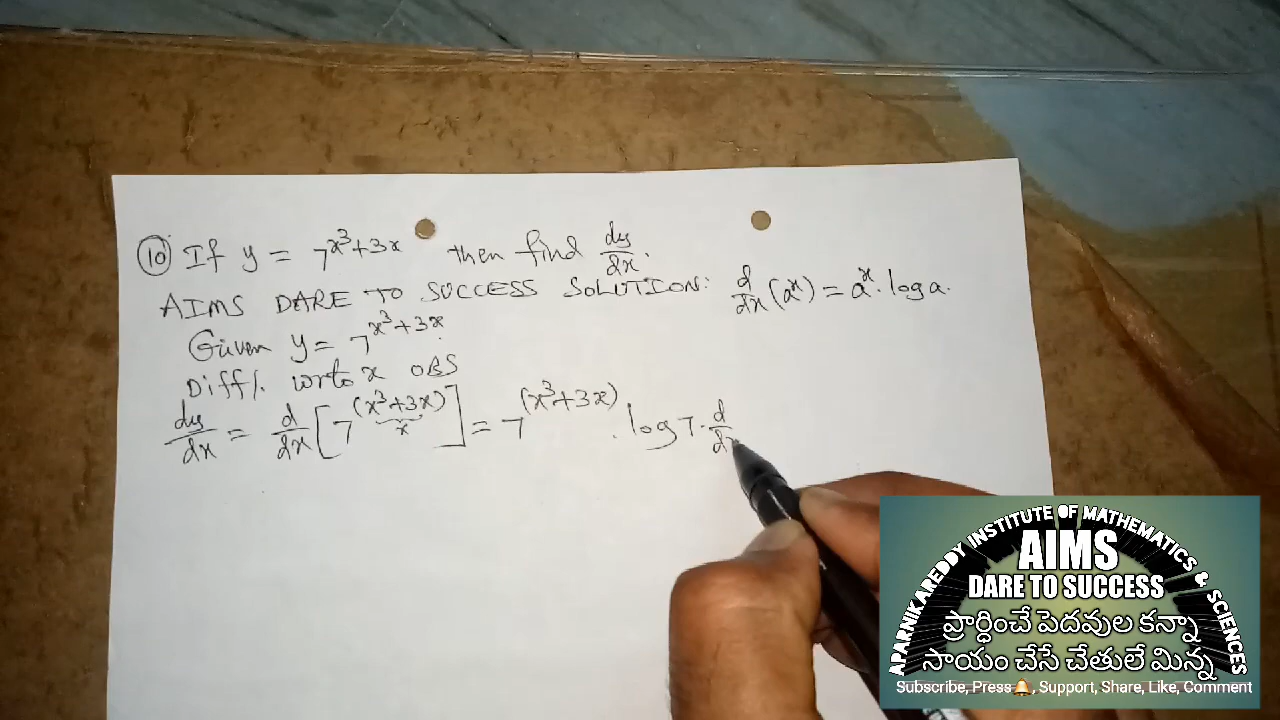 ⑩ If y = 7^{x³+3x} then find dy/dx.
AIMS DARE TO SUCCESS SOLUTION: d/dx (a^x) = a^x · log a.
Given y = 7^{x³+3x}.
Diff/. w r to x OBS
dy/dx = d/dx [7^{(x³+3x)}] = 7^{(x³+3x)} . log 7 · d/dx
x
APARNIKAREDDY INSTITUTE OF MATHEMATICS & SCIENCES
AIMS
DARE TO SUCCESS
ప్రార్ధించే పెదవుల కన్నా
సాయం చేసే చేతులే మిన్న
Subscribe, Press🔔, Support, Share, Like, Comment